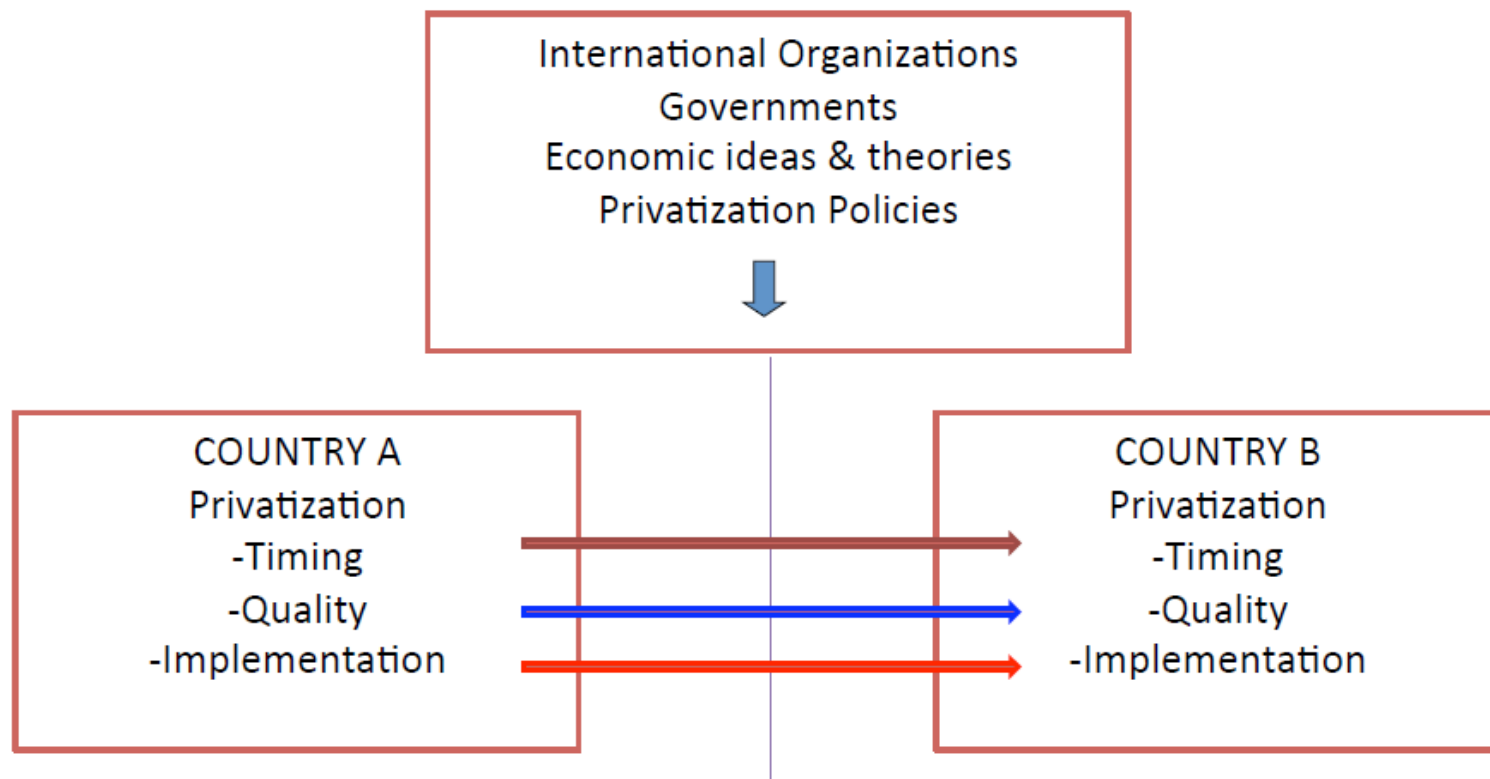 International Organizations
Governments
Economic ideas & theories
Privatization Policies
COUNTRY A
Privatization
-Timing
-Quality
-Implementation
COUNTRY B
Privatization
-Timing
-Quality
-Implementation